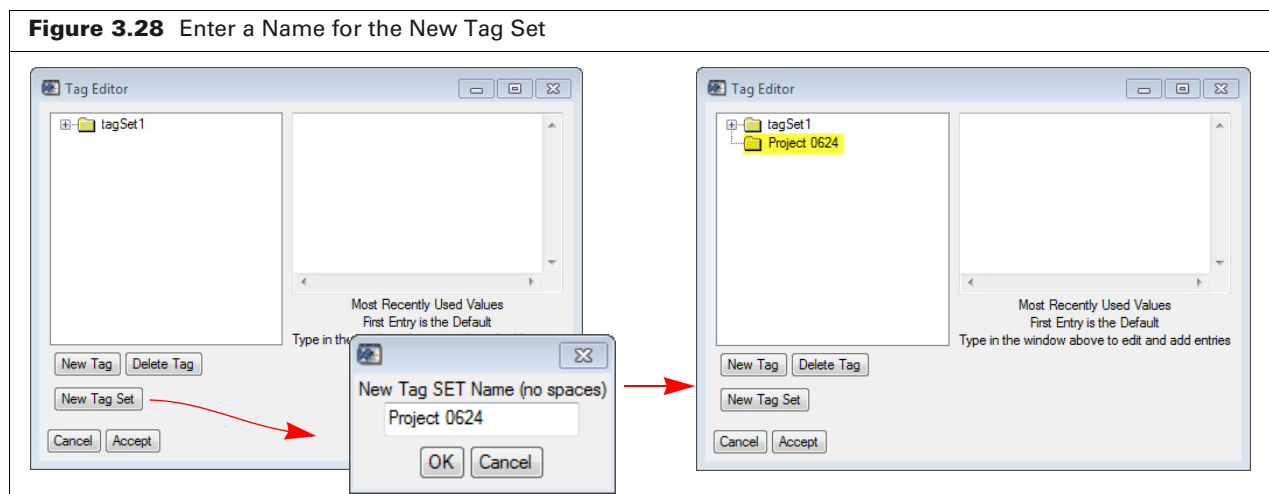 Figure 3.28 Enter a Name for the New Tag Set
Tag Editor
tagSet1
Most Recently Used Values
First Entry is the Default
Type in the
New Tag
Delete Tag
New Tag Set
Cancel
Accept
New Tag SET Name (no spaces)
Project 0624
OK
Cancel
Tag Editor
tagSet1
Project 0624
Most Recently Used Values
First Entry is the Default
Type in the window above to edit and add entries
New Tag
Delete Tag
New Tag Set
Cancel
Accept